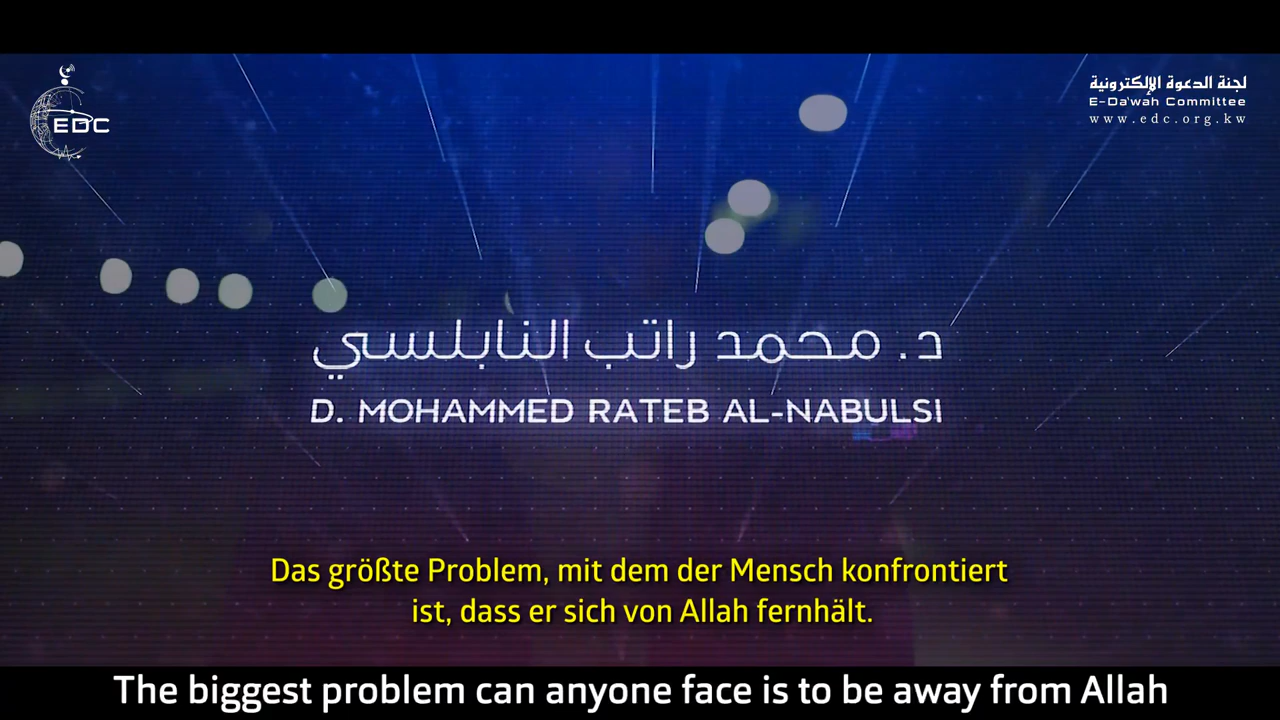 EDC
لجنة الدعوة الإلكترونية
E-Da'wah Committee
www.edc.org.kw
د. محمد راتب النابلسي
D. MOHAMMED RATEB AL-NABULSI
Das größte Problem, mit dem der Mensch konfrontiert
ist, dass er sich von Allah fernhält.
The biggest problem can anyone face is to be away from Allah